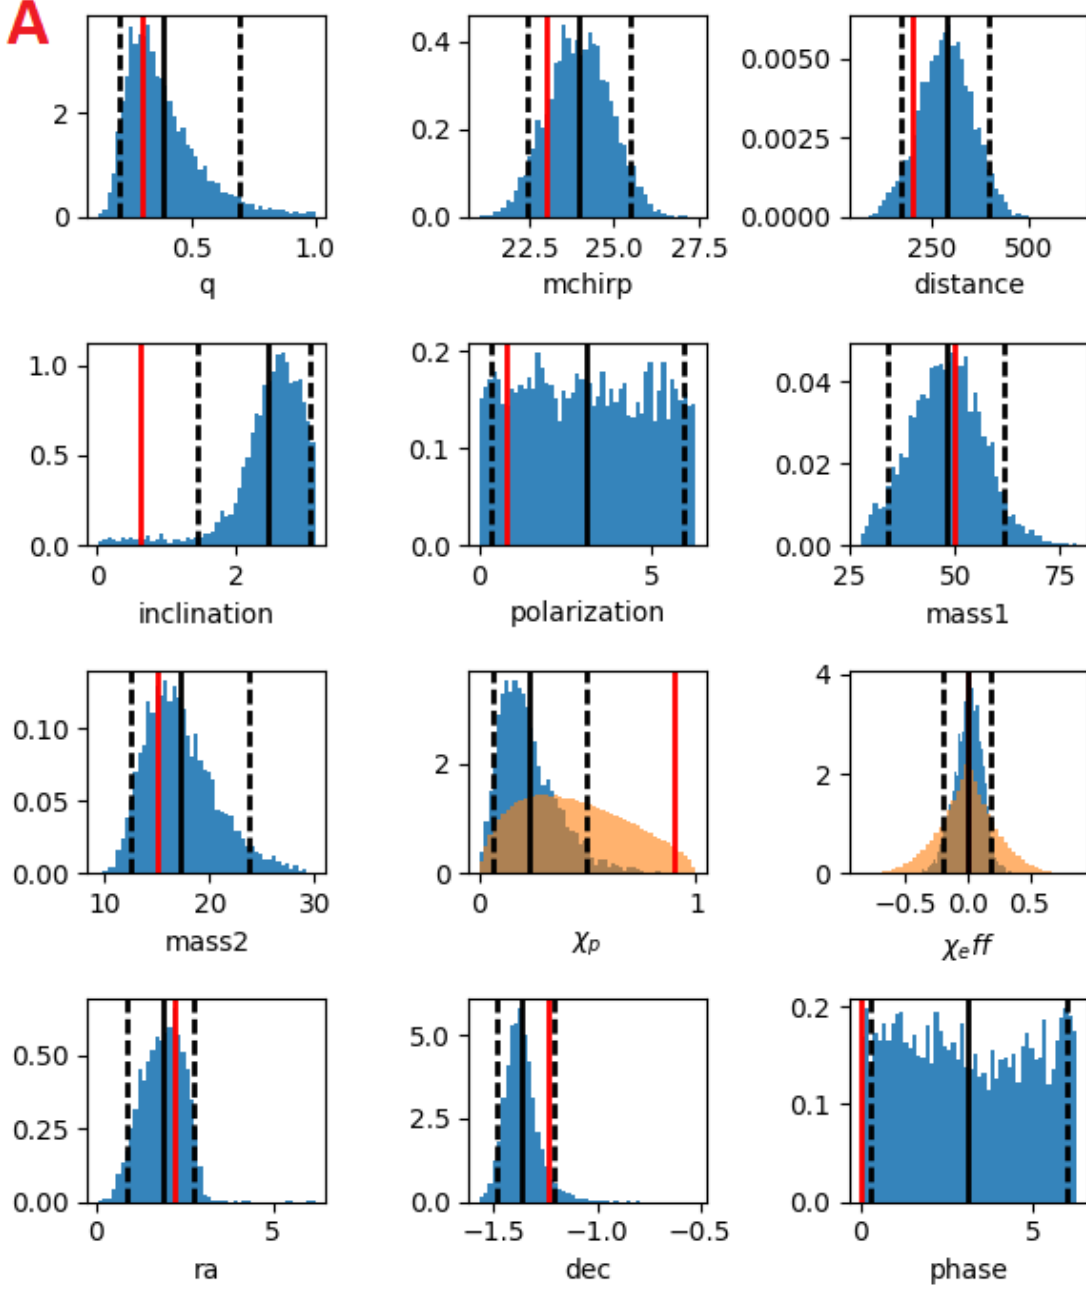 A
2
0
0.5 1.0
q
0.4
0.2
0.0
22.5 25.0 27.5
mchirp
0.0050
0.0025
0.0000
250 500
distance
1.0
0.5
0.0
0 2
inclination
0.2
0.1
0.0
0 5
polarization
0.04
0.02
0.00
25 50 75
mass1
0.10
0.05
0.00
10 20 30
mass2
2
0
0 1
χp
4
2
0
−0.5 0.0 0.5
χeff
0.50
0.25
0.00
0 5
ra
5.0
2.5
0.0
−1.5 −1.0 −0.5
dec
0.2
0.1
0.0
0 5
phase